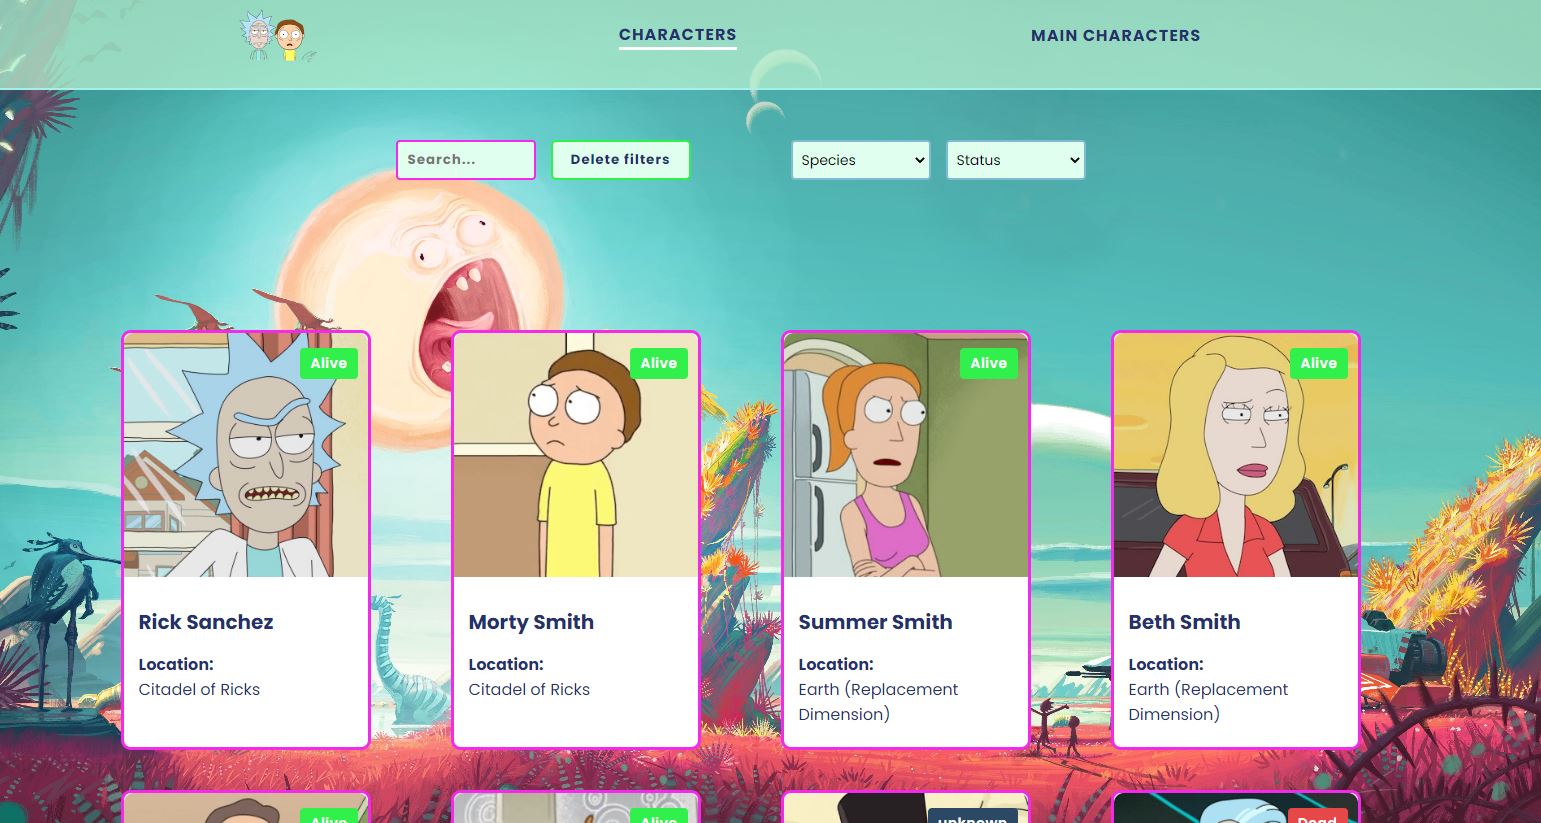 CHARACTERS
MAIN CHARACTERS
Search...
Delete filters
Species
Status
Alive
Alive
Alive
Alive
Rick Sanchez
Location:
Citadel of Ricks
Morty Smith
Location:
Citadel of Ricks
Summer Smith
Location:
Earth (Replacement
Dimension)
Beth Smith
Location:
Earth (Replacement
Dimension)
Alive
Alive
unknown
Dead